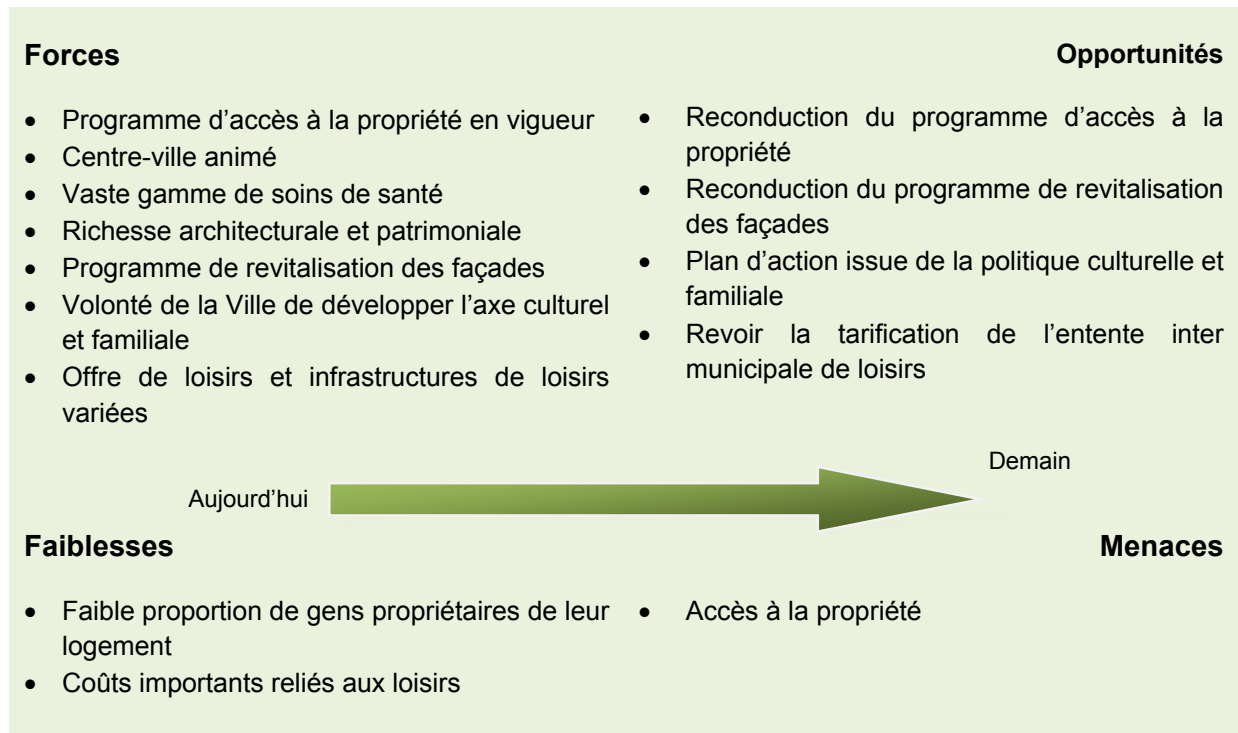 Forces
• Programme d’accès à la propriété en vigueur
• Centre-ville animé
• Vaste gamme de soins de santé
• Richesse architecturale et patrimoniale
• Programme de revitalisation des façades
• Volonté de la Ville de développer l’axe culturel
et familiale
• Offre de loisirs et infrastructures de loisirs
variées
Opportunités
• Reconduction du programme d’accès à la
propriété
• Reconduction du programme de revitalisation
des façades
• Plan d’action issue de la politique culturelle et
familiale
• Revoir la tarification de l’entente inter
municipale de loisirs
Aujourd’hui
Demain
Faiblesses
• Faible proportion de gens propriétaires de leur
logement
• Coûts importants reliés aux loisirs
Menaces
• Accès à la propriété